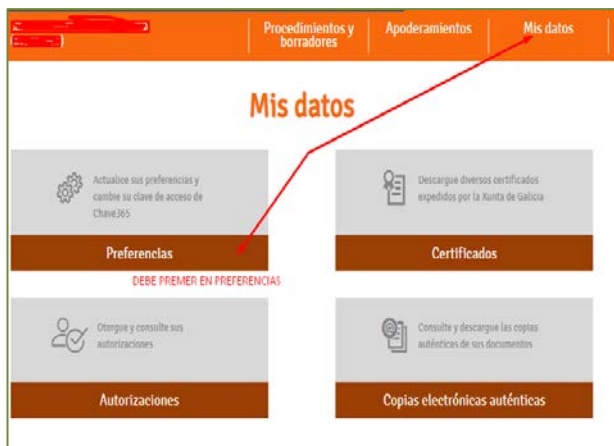 Procedimientos y
borradores
Apoderamientos
Mis datos
Mis datos
Actualice sus preferencias y
cambie su clave de acceso de
Chave365
Preferencias
Descargue diversos certificados
expedidos por la Xunta de Galicia
Certificados
DEBE PREMER EN PREFERENCIAS
Otorgue y consulte sus
autorizaciones
Autorizaciones
Consulte y descargue las copias
auténticas de sus documentos
Copias electrónicas auténticas